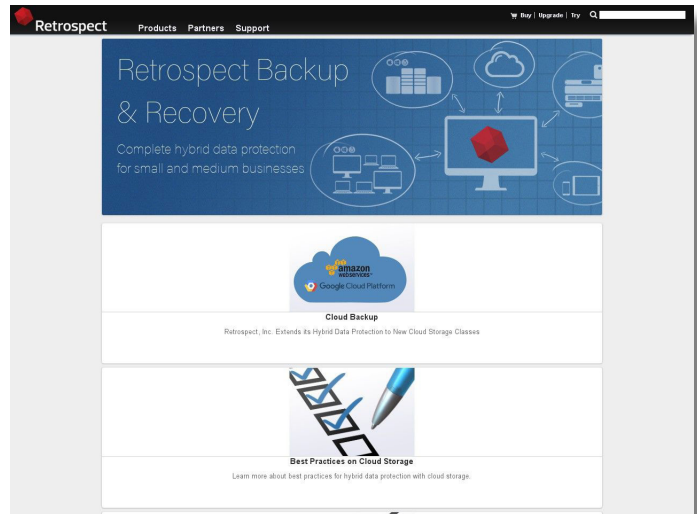 Retrospect
Products Partners Support
Buy | Upgrade | Try
Retrospect Backup
& Recovery
Complete hybrid data protection
for small and medium businesses
amazon
webservices™
Google Cloud Platform
Cloud Backup
Retrospect, Inc. Extends its Hybrid Data Protection to New Cloud Storage Classes
Best Practices on Cloud Storage
Learn more about best practices for hybrid data protection with cloud storage.